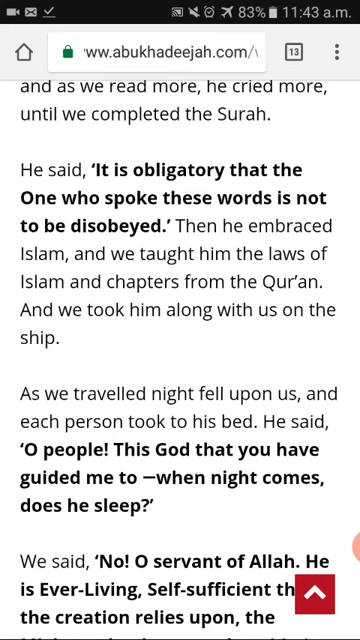 83% 11:43 a.m.
ww.abukhadeejah.com/
13
and as we read more, he cried more,
until we completed the Surah.
He said, ‘It is obligatory that the
One who spoke these words is not
to be disobeyed.’ Then he embraced
Islam, and we taught him the laws of
Islam and chapters from the Qur’an.
And we took him along with us on the
ship.
As we travelled night fell upon us, and
each person took to his bed. He said,
‘O people! This God that you have
guided me to —when night comes,
does he sleep?’
We said, ‘No! O servant of Allah. He
is Ever-Living, Self-sufficient th
the creation relies upon, the